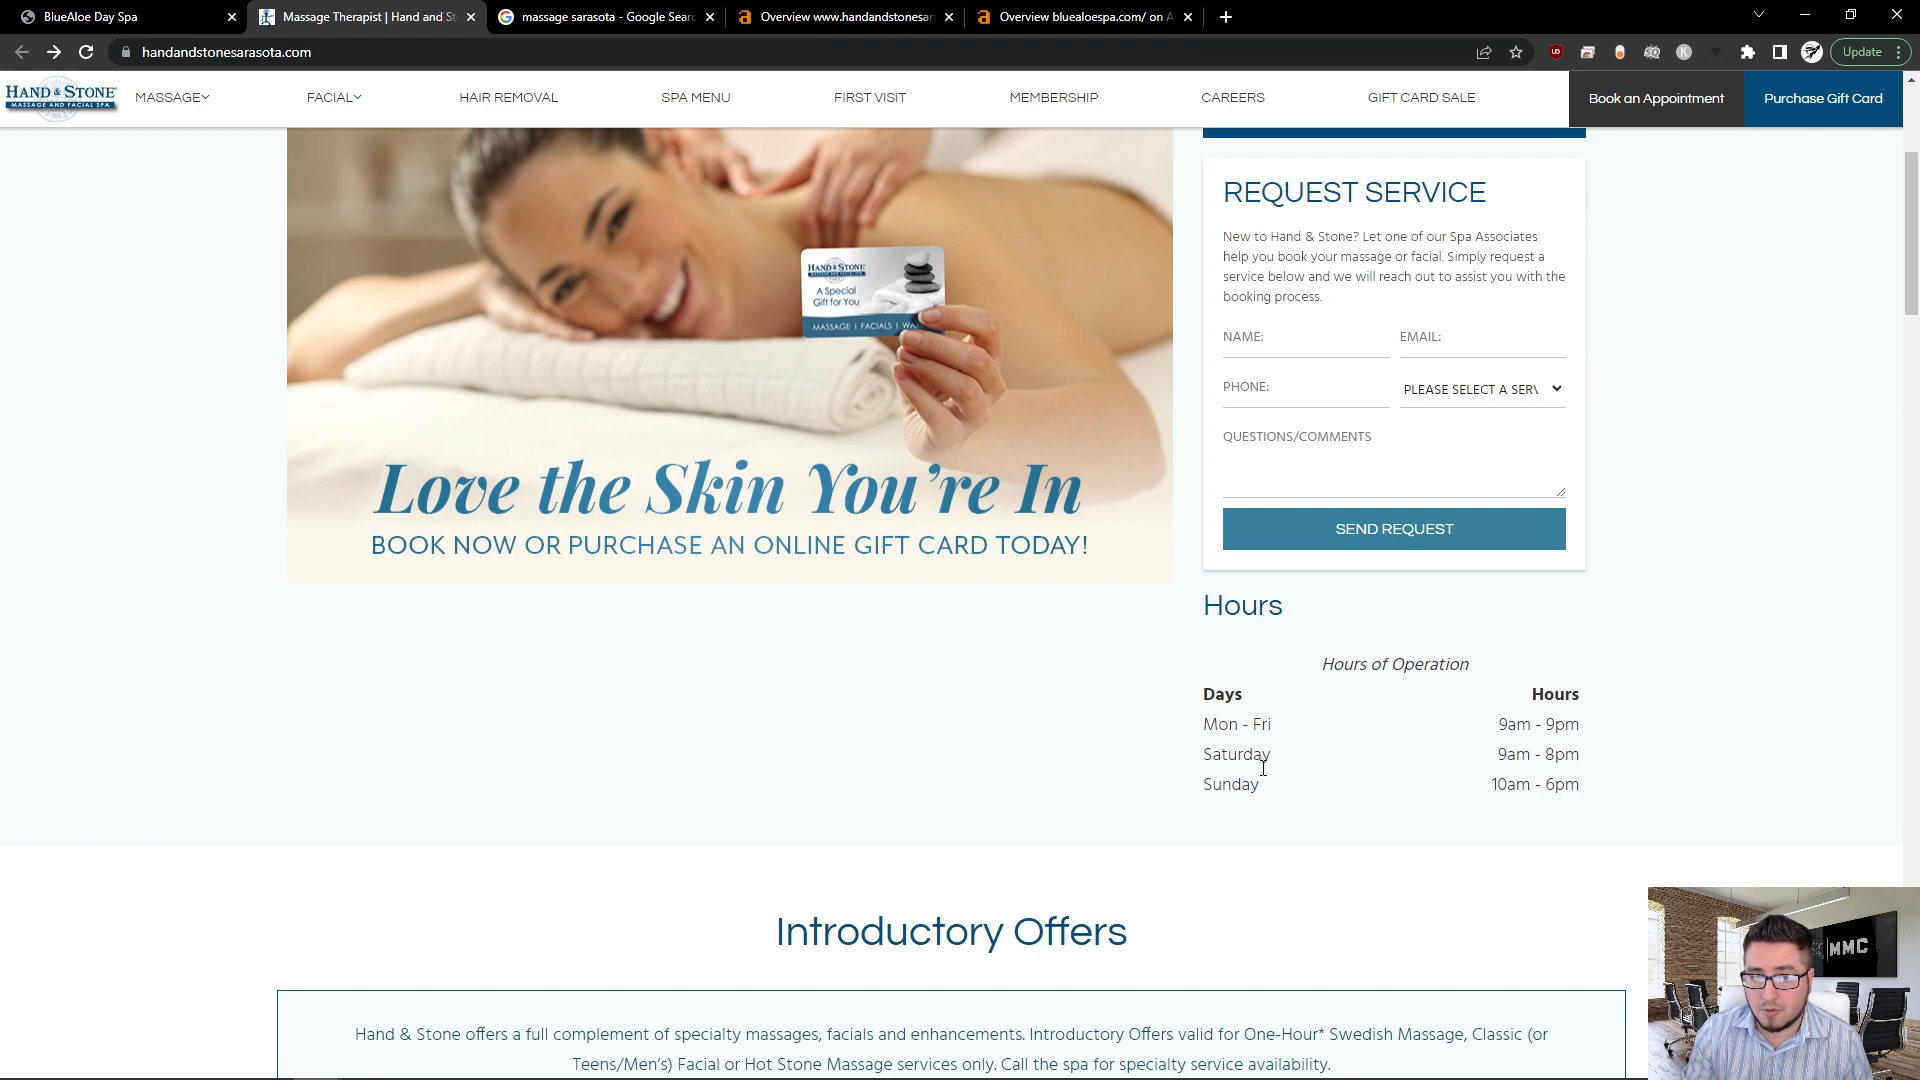 BlueAloe Day Spa
Massage Therapist | Hand and St
massage sarasota - Google Searc
Overview www.handandstonesara
Overview bluealoespa.com/ on A
handandstonesarasota.com
Update
HAND & STONE
MASSAGE AND FACIAL SPA
MASSAGE
FACIAL
HAIR REMOVAL
SPA MENU
FIRST VISIT
MEMBERSHIP
CAREERS
GIFT CARD SALE
Book an Appointment
Purchase Gift Card
HAND & STONE
MASSAGE AND FACIAL SPA
A Special
Gift for You
MASSAGE | FACIALS | WA
Love the Skin You're In
BOOK NOW OR PURCHASE AN ONLINE GIFT CARD TODAY!
REQUEST SERVICE
New to Hand & Stone? Let one of our Spa Associates
help you book your massage or facial. Simply request a
service below and we will reach out to assist you with the
booking process.
NAME:
EMAIL:
PHONE:
PLEASE SELECT A SERV
QUESTIONS/COMMENTS
SEND REQUEST
Hours
Hours of Operation
Days Hours
Mon - Fri 9am - 9pm
Saturday 9am - 8pm
Sunday 10am - 6pm
Introductory Offers
Hand & Stone offers a full complement of specialty massages, facials and enhancements. Introductory Offers valid for One-Hour* Swedish Massage, Classic (or
Teens/Men's) Facial or Hot Stone Massage services only. Call the spa for specialty service availability.
MMC